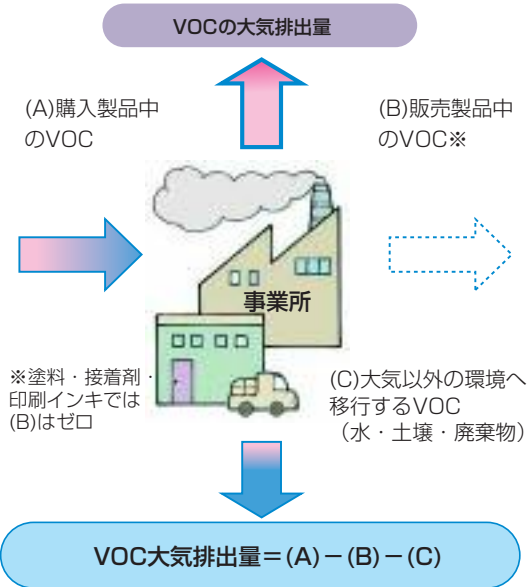 VOCの大気排出量
(A)購入製品中
のVOC
(B)販売製品中
のVOC※
事業所
※塗料・接着剤・
印刷インキでは
(B)はゼロ
(C)大気以外の環境へ
移行するVOC
（水・土壌・廃棄物）
VOC大気排出量＝(A)－(B)－(C)